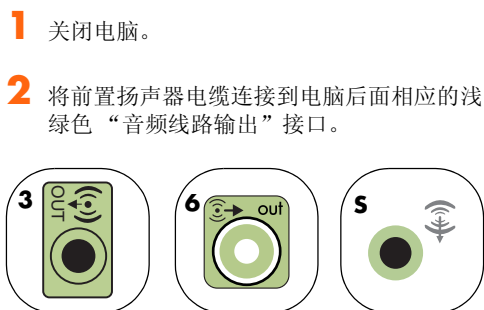 1 关闭电脑。
2 将前置扬声器电缆连接到电脑后面相应的浅
绿色 “音频线路输出” 接口。
3 OUT
6 out
S